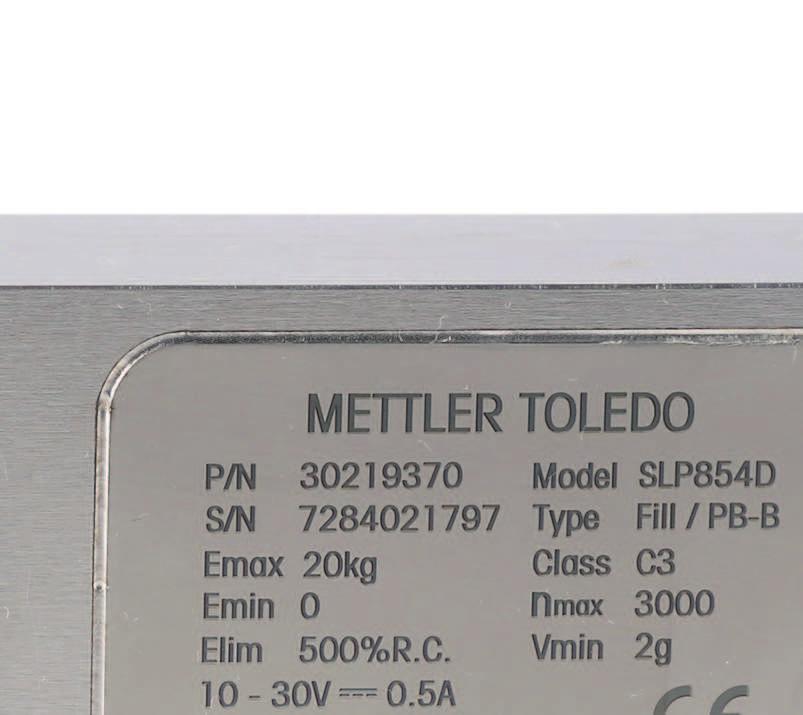 METTLER TOLEDO
P/N 30219370 Model SLP854D
S/N 7284021797 Type Fill / PB-B
Emax 20kg Class C3
Emin 0 nmax 3000
Elim 500%R.C. Vmin 2g
10 - 30V ⎓ 0.5A CE